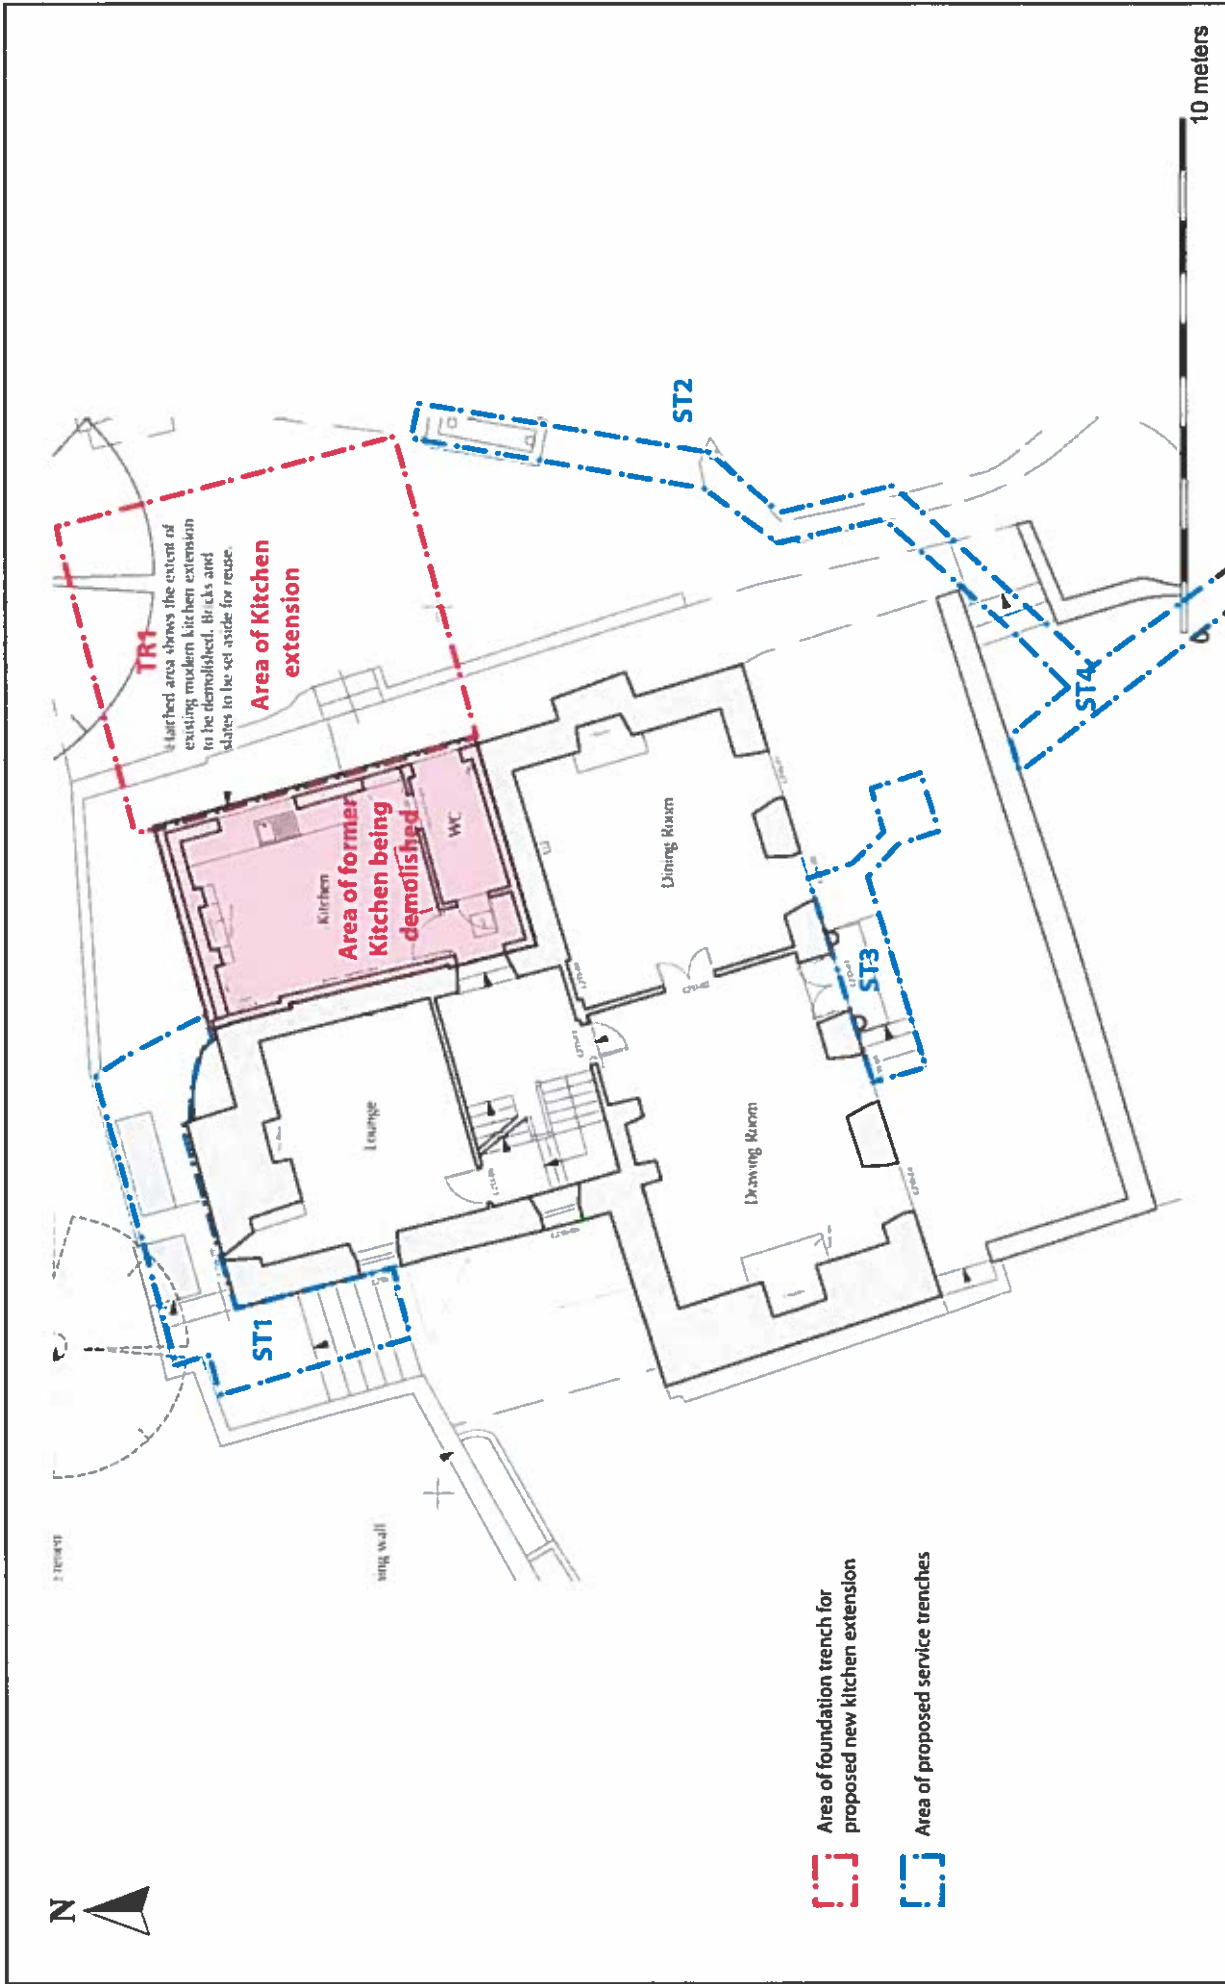 N
TR1
Hatched area shows the extent of
existing modern kitchen extension
to be demolished. Bricks and
slates to be set aside for reuse.
Area of Kitchen
extension
Kitchen
Area of former
Kitchen being
demolished
WC
Lounge
ST1
Dining Room
Drawing Room
ST2
ST3
ST4
ing wall
Area of foundation trench for
proposed new kitchen extension
Area of proposed service trenches
0
10 meters